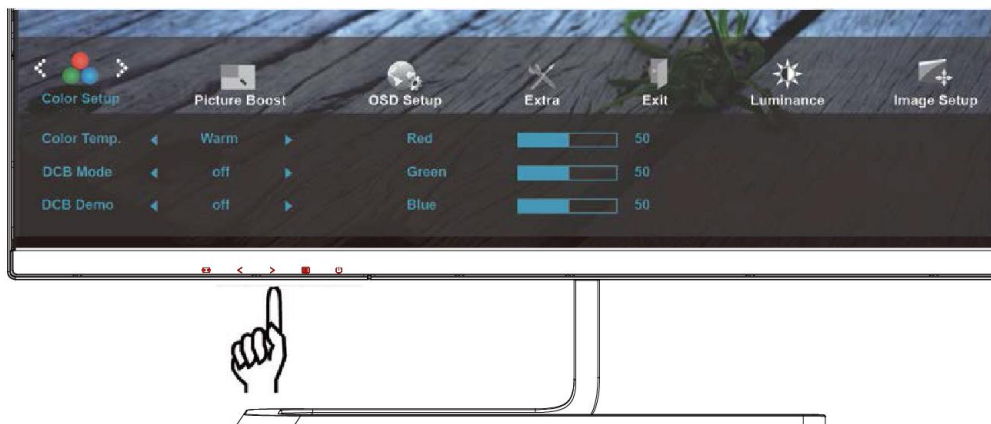 Color Setup Picture Boost OSD Setup Extra Exit Luminance Image Setup
Color Temp. Warm Red 50
DCB Mode off Green 50
DCB Demo off Blue 50